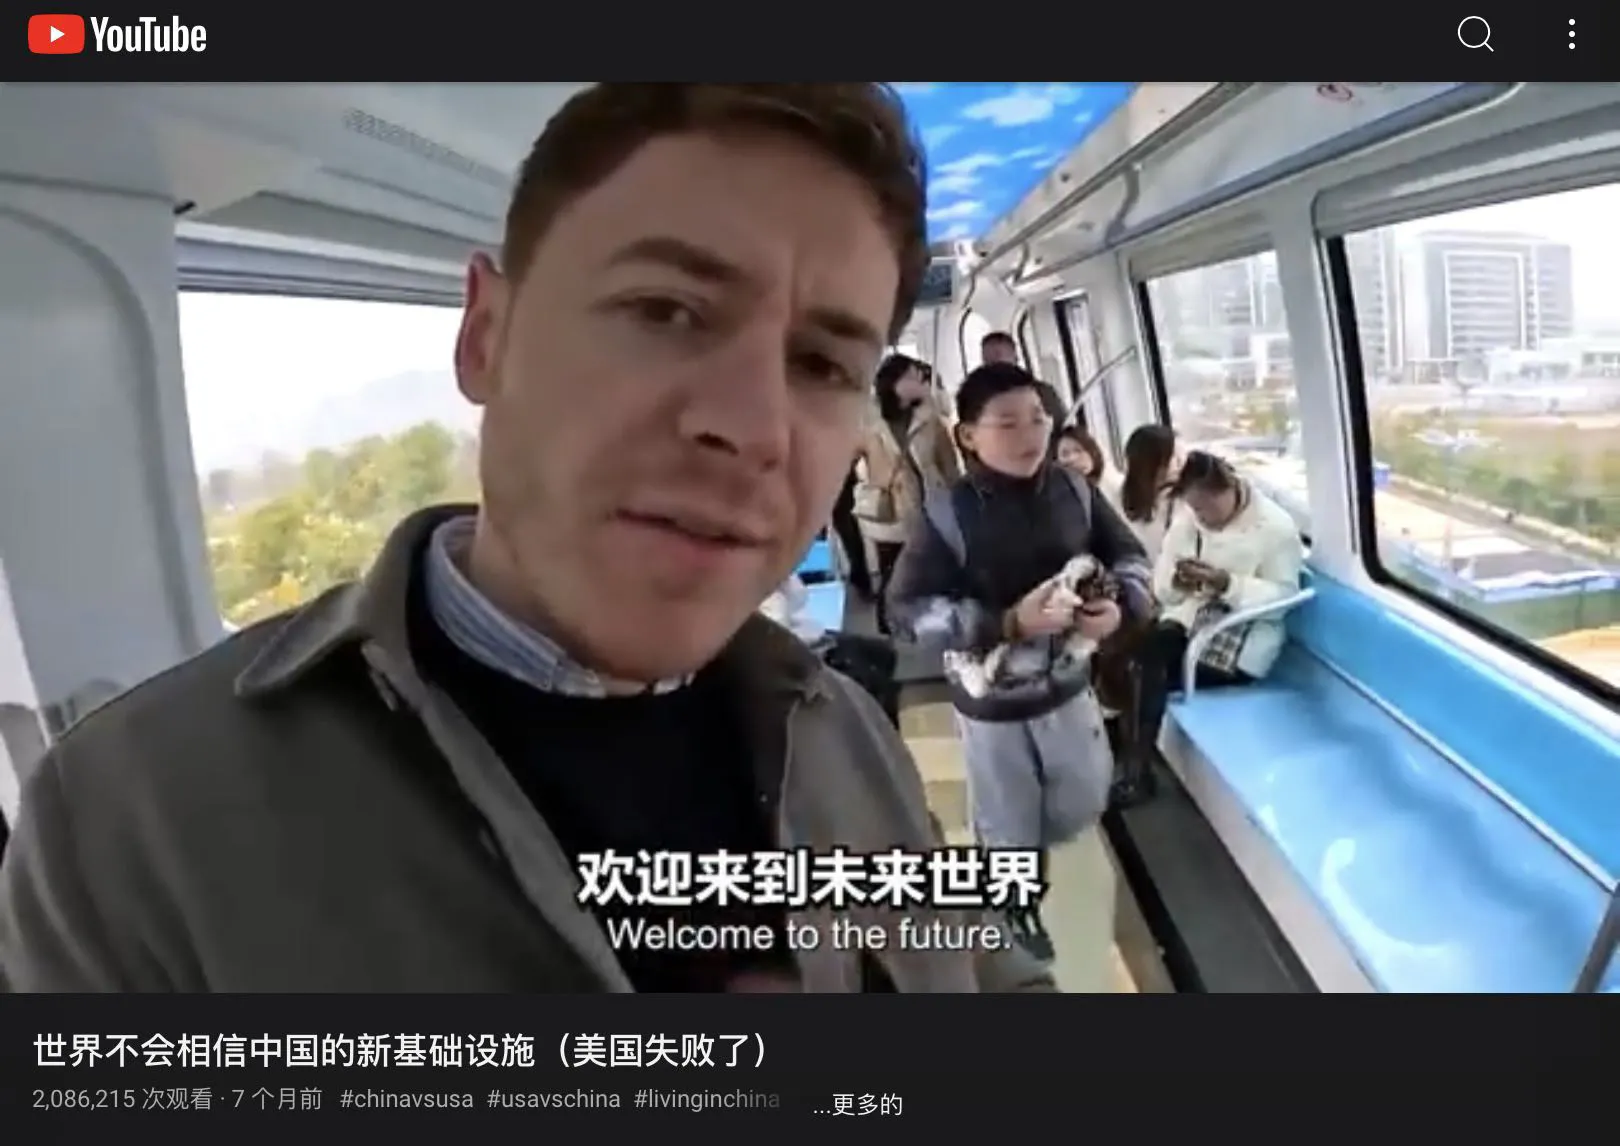 YouTube
欢迎来到未来世界
Welcome to the future.
世界不会相信中国的新基础设施（美国失败了）
2,086,215 次观看 · 7 个月前 #chinavsusa #usavschina #livinginchina ...更多的